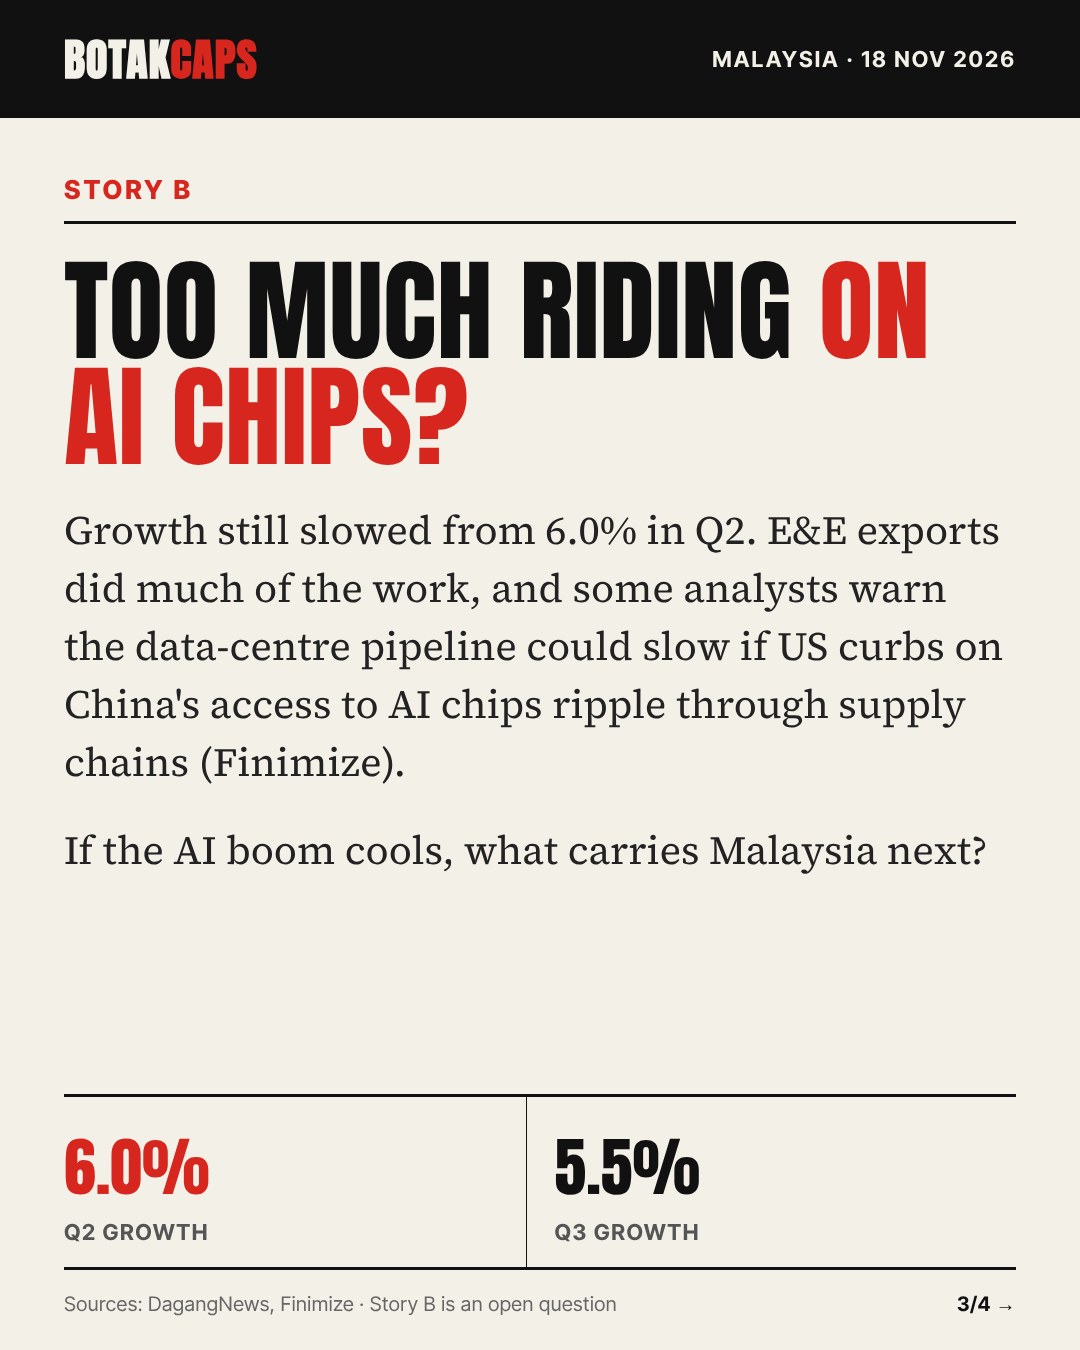 BOTAKCAPS
MALAYSIA · 18 NOV 2026
STORY B
TOO MUCH RIDING ON
AI CHIPS?
Growth still slowed from 6.0% in Q2. E&E exports
did much of the work, and some analysts warn
the data-centre pipeline could slow if US curbs on
China's access to AI chips ripple through supply
chains (Finimize).
If the AI boom cools, what carries Malaysia next?
6.0%
Q2 GROWTH
5.5%
Q3 GROWTH
Sources: DagangNews, Finimize · Story B is an open question
3/4 →